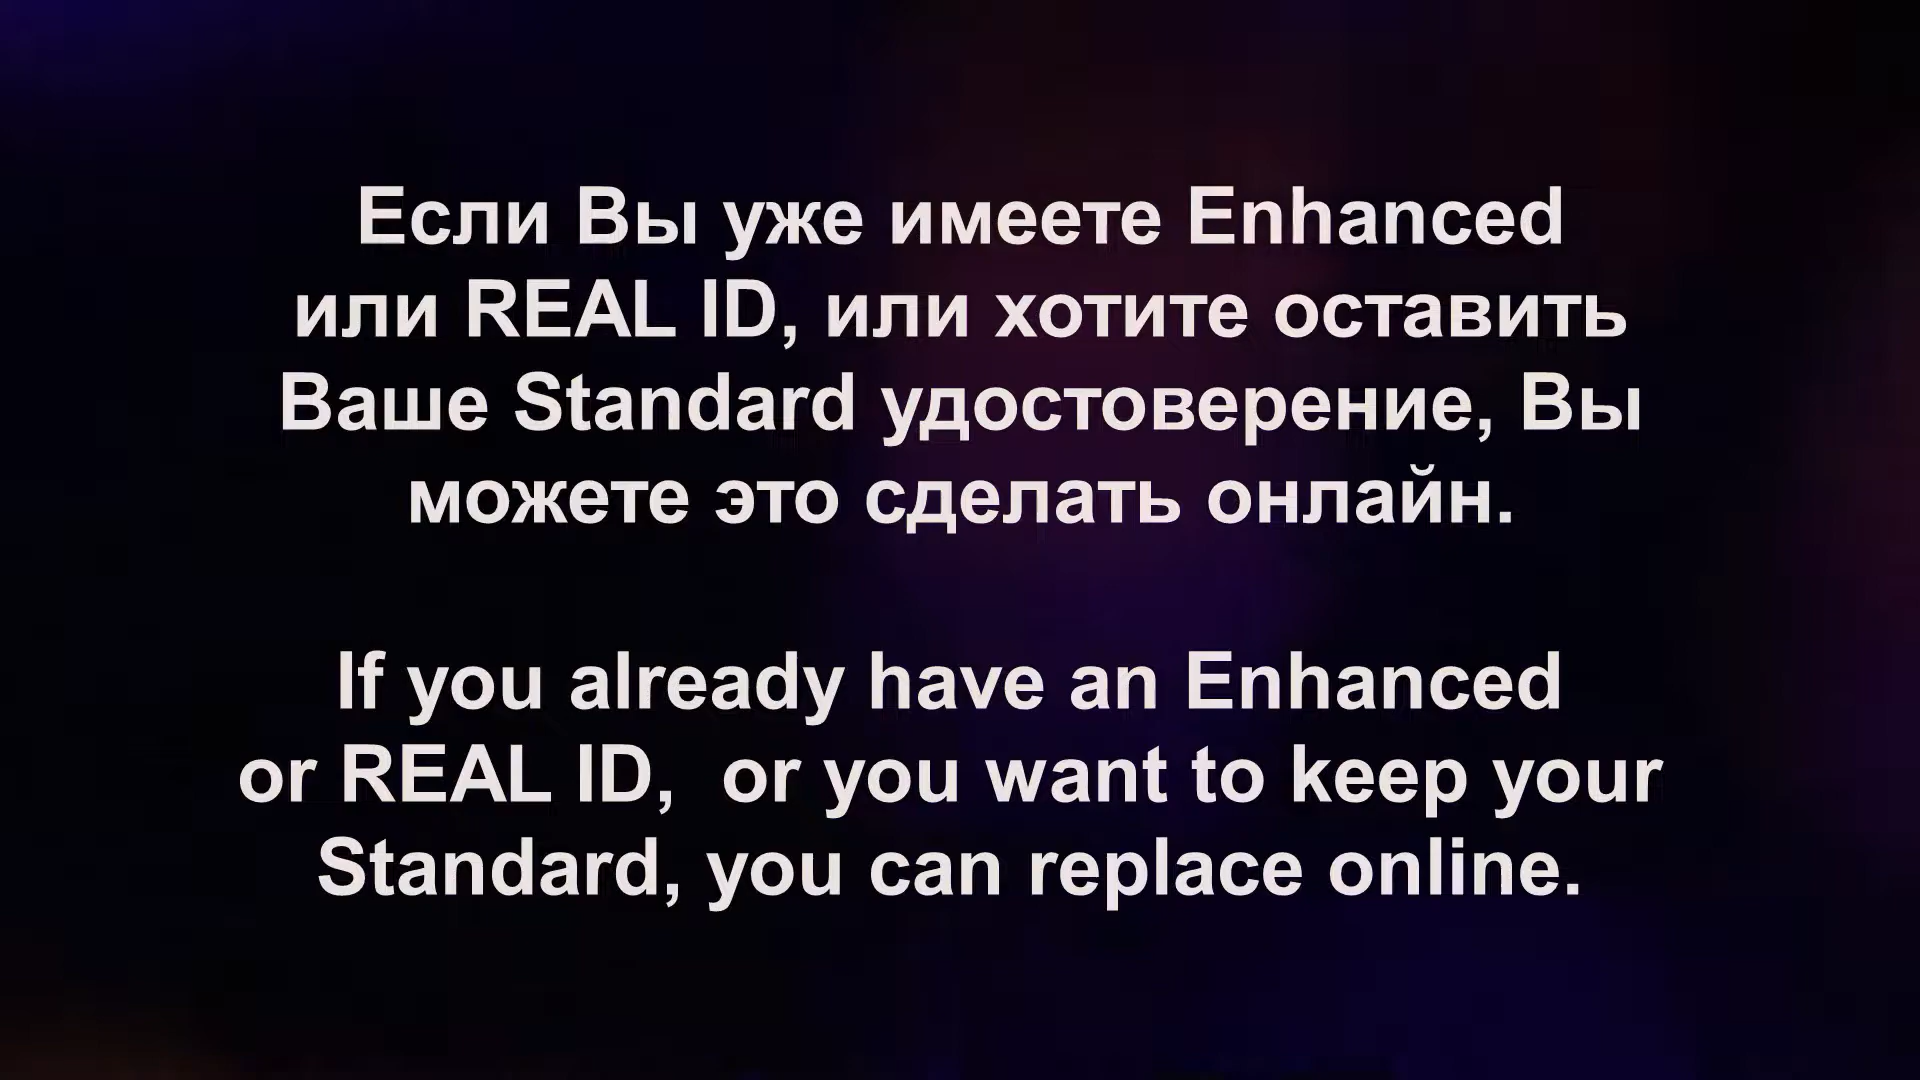 Если Вы уже имеете Enhanced
или REAL ID, или хотите оставить
Ваше Standard удостоверение, Вы
можете это сделать онлайн.
If you already have an Enhanced
or REAL ID,  or you want to keep your
Standard, you can replace online.